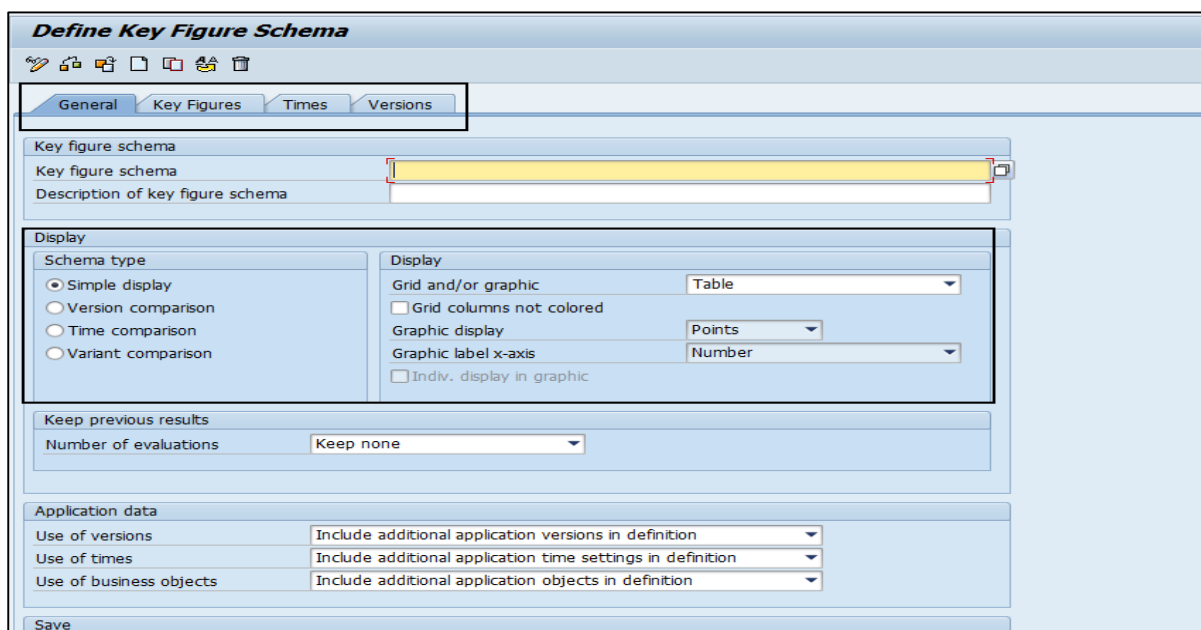 Define Key Figure Schema
General Key Figures Times Versions
Key figure schema
Key figure schema
Description of key figure schema
Display
Schema type Display
Simple display Grid and/or graphic Table
Version comparison Grid columns not colored
Time comparison Graphic display Points
Variant comparison Graphic label x-axis Number
Indiv. display in graphic
Keep previous results
Number of evaluations Keep none
Application data
Use of versions Include additional application versions in definition
Use of times Include additional application time settings in definition
Use of business objects Include additional application objects in definition
Save